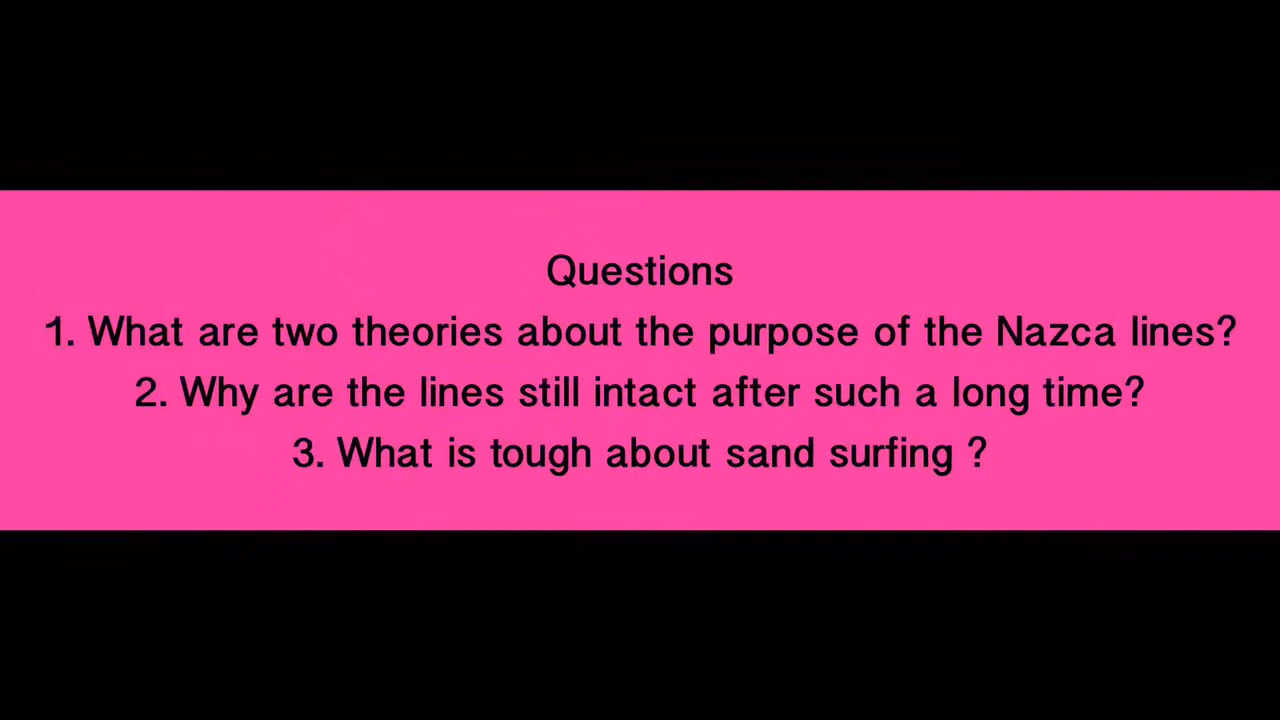 Questions
1. What are two theories about the purpose of the Nazca lines?
2. Why are the lines still intact after such a long time?
3. What is tough about sand surfing ?